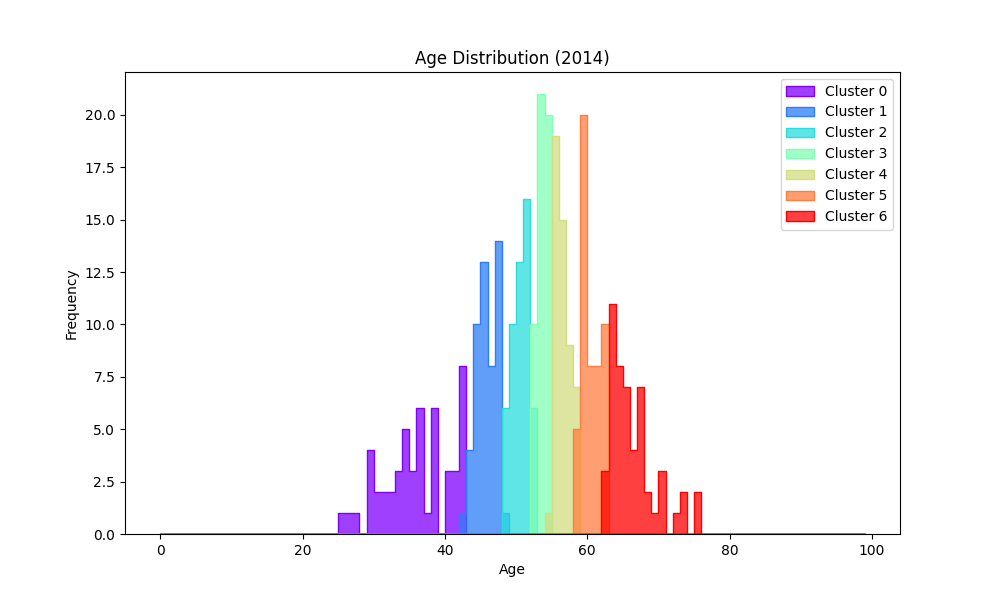 Age Distribution (2014)
Cluster 0
Cluster 1
Cluster 2
Cluster 3
Cluster 4
Cluster 5
Cluster 6
Frequency
20.0
17.5
15.0
12.5
10.0
7.5
5.0
2.5
0.0
0 20 40 60 80 100
Age